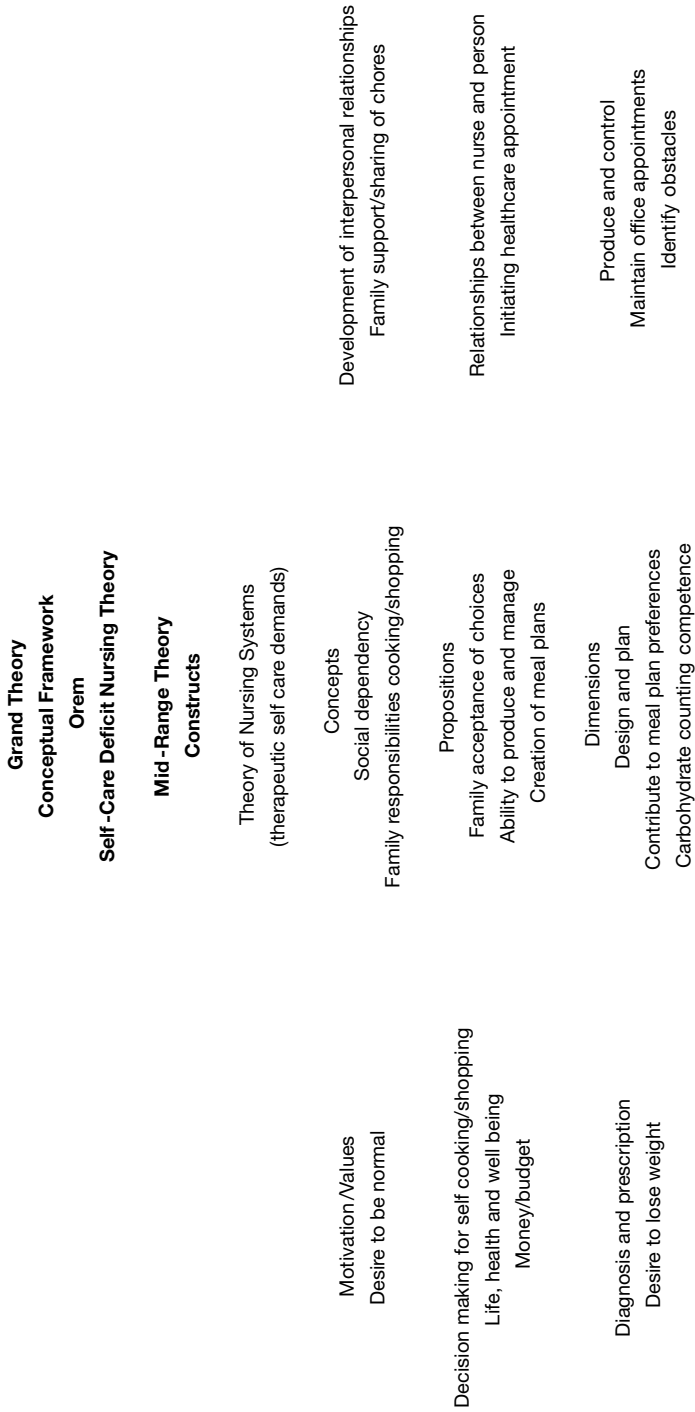 Grand Theory
Conceptual Framework
Orem
Self-Care Deficit Nursing Theory
Mid-Range Theory
Constructs
Theory of Nursing Systems
(therapeutic self care demands)
Motivation/Values
Desire to be normal
Concepts
Social dependency
Family responsibilities cooking/shopping
Development of interpersonal relationships
Family support/sharing of chores
Decision making for self cooking/shopping
Life, health and well being
Money/budget
Propositions
Family acceptance of choices
Ability to produce and manage
Creation of meal plans
Relationships between nurse and person
Initiating healthcare appointment
Diagnosis and prescription
Desire to lose weight
Dimensions
Design and plan
Contribute to meal plan preferences
Carbohydrate counting competence
Produce and control
Maintain office appointments
Identify obstacles